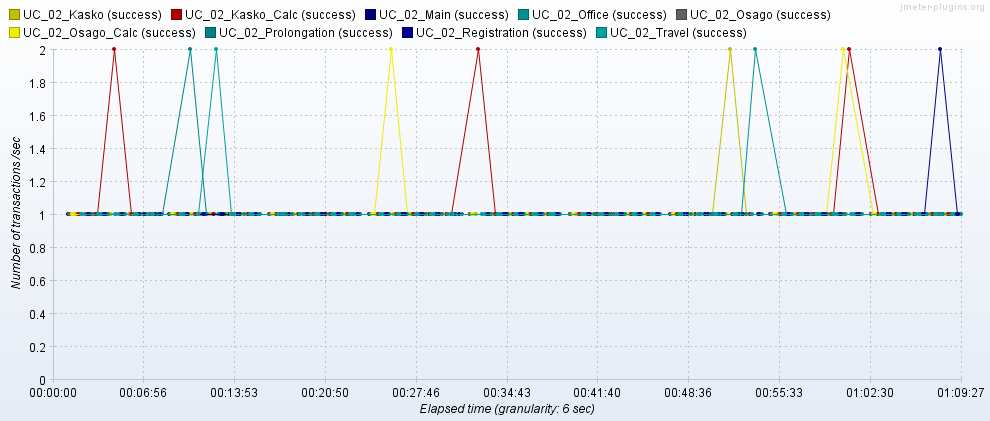 jmeter-plugins.org
UC_02_Kasko (success) UC_02_Kasko_Calc (success) UC_02_Main (success) UC_02_Office (success) UC_02_Osago (success)
UC_02_Osago_Calc (success) UC_02_Prolongation (success) UC_02_Registration (success) UC_02_Travel (success)
Number of transactions /sec
2
1.8
1.6
1.4
1.2
1
0.8
0.6
0.4
0.2
0
00:00:00 00:06:56 00:13:53 00:20:50 00:27:46 00:34:43 00:41:40 00:48:36 00:55:33 01:02:30 01:09:27
Elapsed time (granularity: 6 sec)